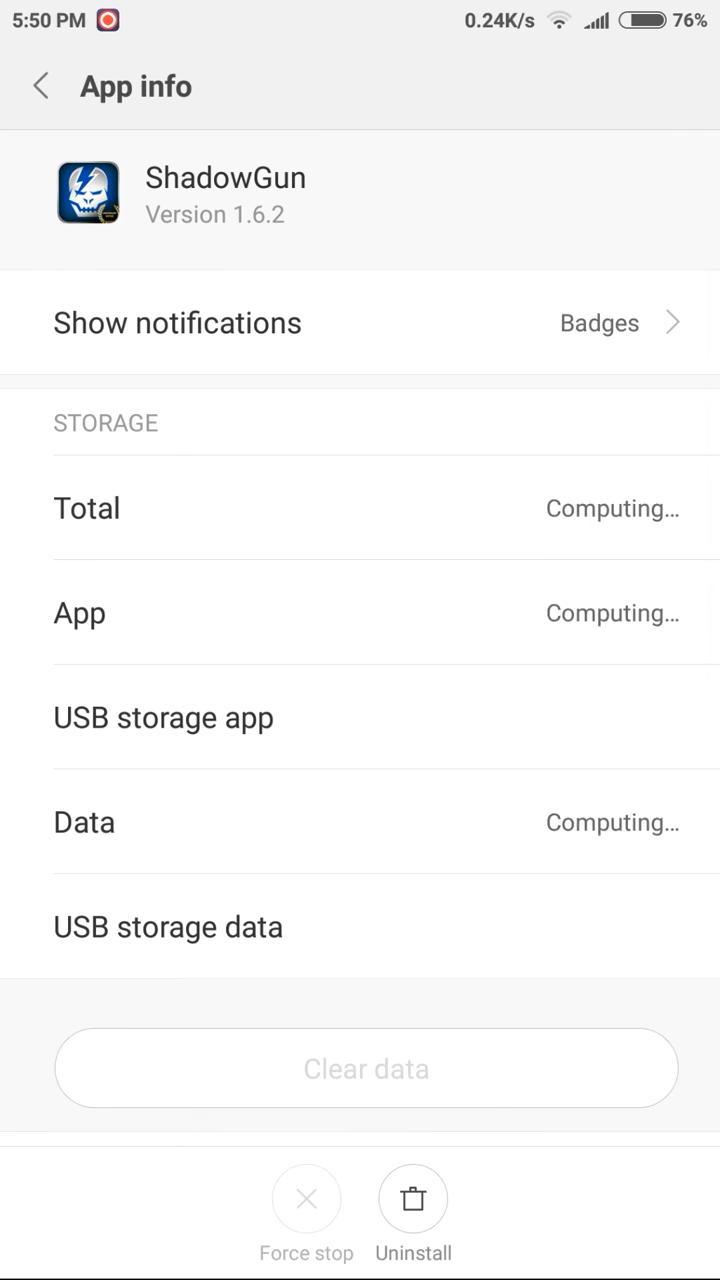 5:50 PM 0.24K/s 76%
App info
ShadowGun
Version 1.6.2
Show notifications Badges
STORAGE
Total Computing...
App Computing...
USB storage app
Data Computing...
USB storage data
Clear data
Force stop Uninstall